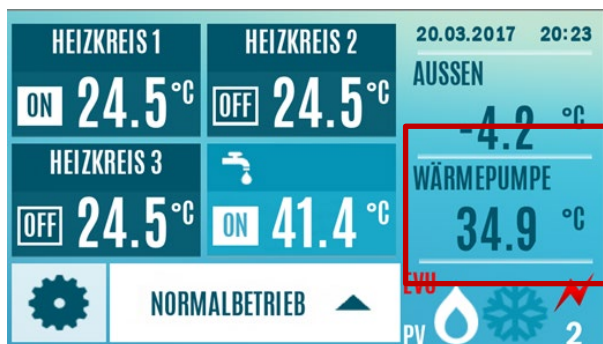 HEIZKREIS 1
ON 24.5°C
HEIZKREIS 2
OFF 24.5°C
20.03.2017 20:23
AUSSEN
-4.2 °C
HEIZKREIS 3
OFF 24.5°C
ON 41.4 °C
WÄRMEPUMPE
34.9 °C
NORMALBETRIEB
EVU
PV
2